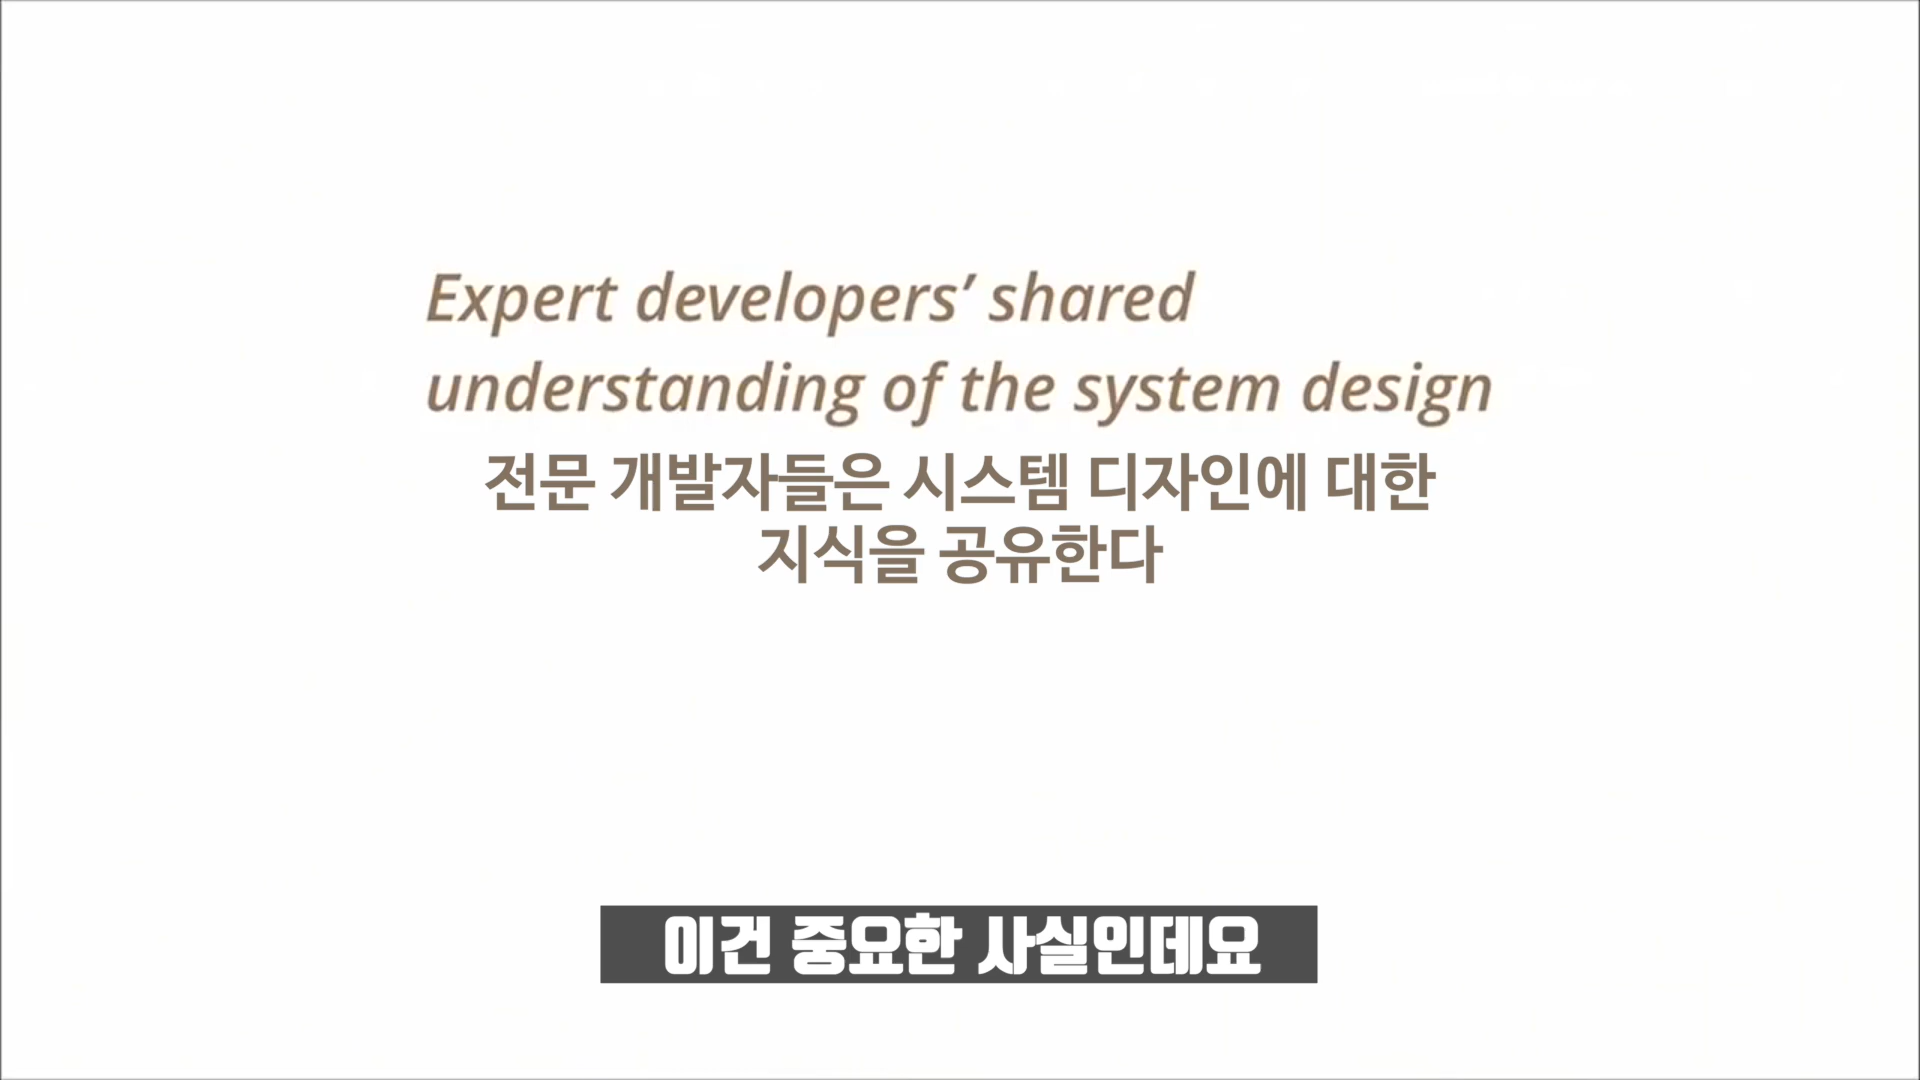 Expert developers’ shared
understanding of the system design
전문 개발자들은 시스템 디자인에 대한
지식을 공유한다
이건 중요한 사실인데요